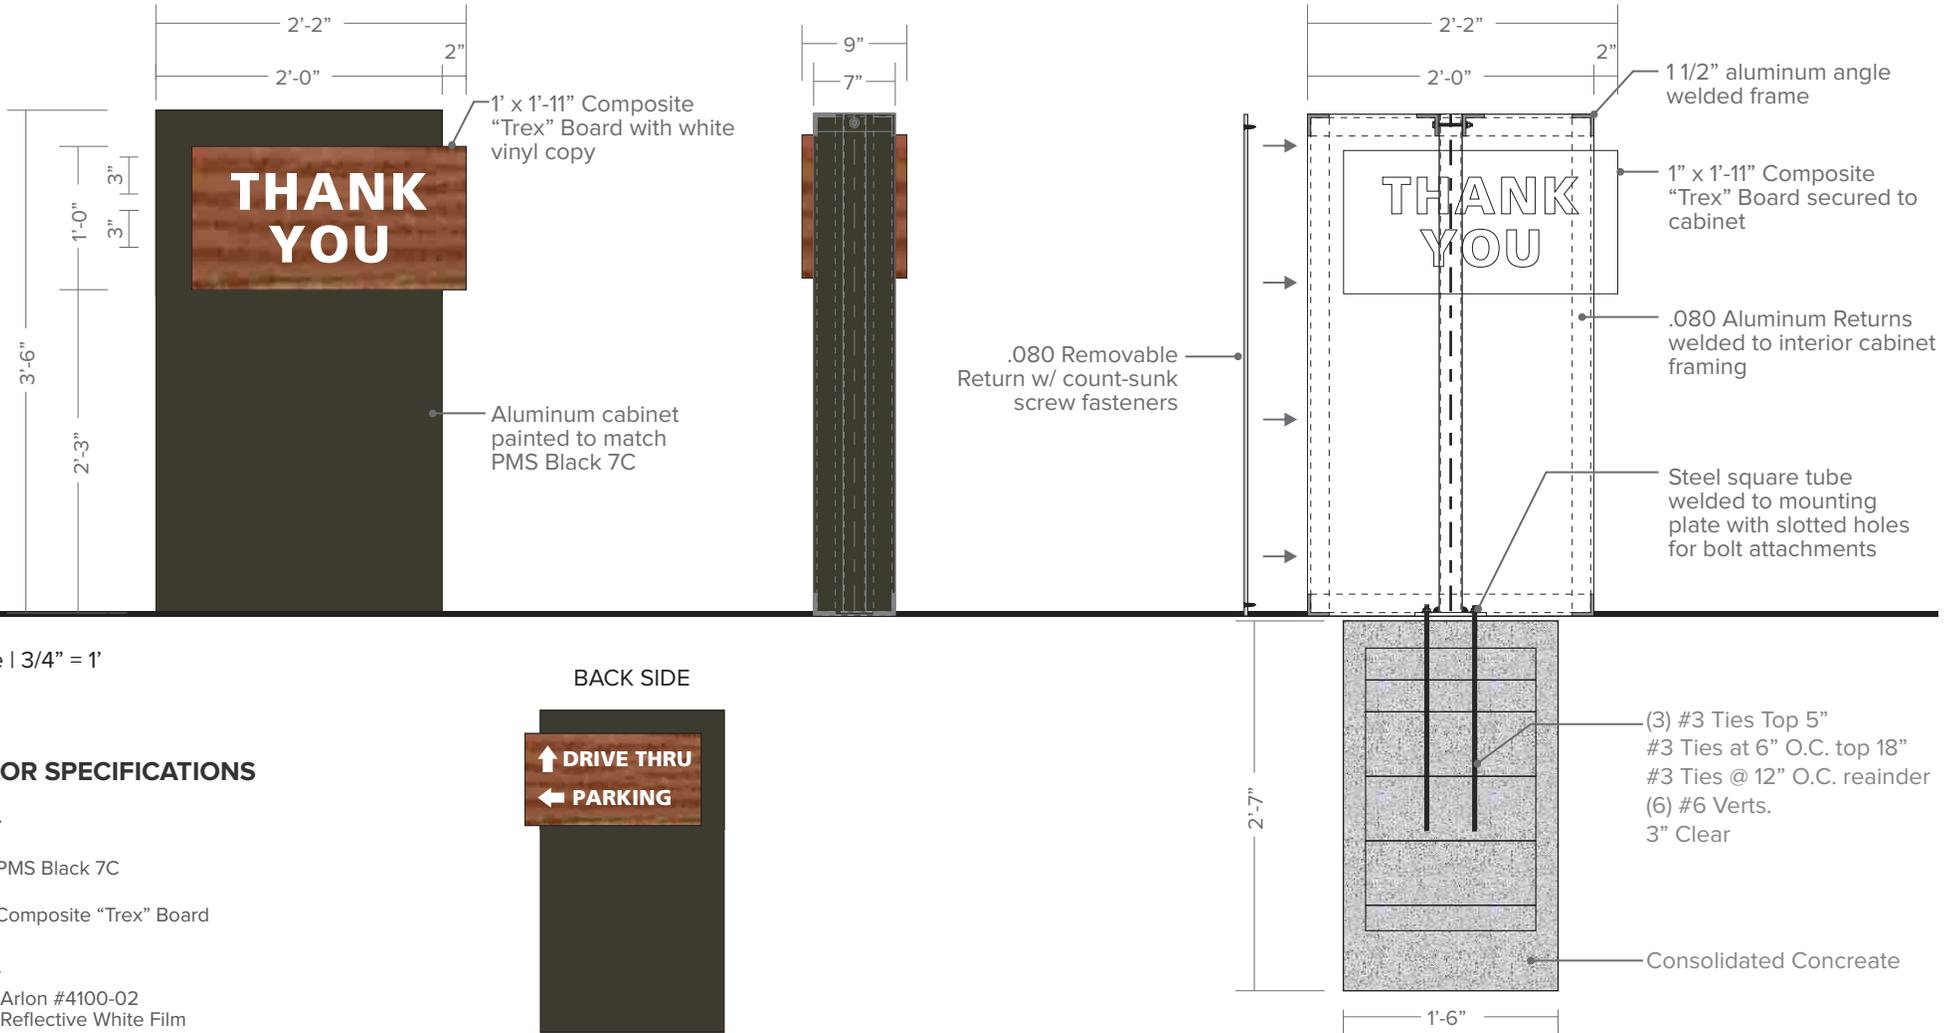 2'-2”
2”
2'-0”
1' x 1'-11” Composite
“Trex” Board with white
vinyl copy
3”
3”
1'-0”
3'-6”
2'-3”
THANK
YOU
Aluminum cabinet
painted to match
PMS Black 7C
9”
7”
2'-2”
2”
2'-0”
1 1/2” aluminum angle
welded frame
1” x 1'-11” Composite
“Trex” Board secured to
cabinet
THANK
YOU
.080 Aluminum Returns
welded to interior cabinet
framing
.080 Removable
Return w/ count-sunk
screw fasteners
Steel square tube
welded to mounting
plate with slotted holes
for bolt attachments
e | 3/4” = 1'
BACK SIDE
DRIVE THRU
PARKING
OR SPECIFICATIONS
PMS Black 7C
Composite “Trex” Board
Arlon #4100-02
Reflective White Film
2'-7”
(3) #3 Ties Top 5”
#3 Ties at 6” O.C. top 18”
#3 Ties @ 12” O.C. reainder
(6) #6 Verts.
3” Clear
Consolidated Concreate
1'-6”